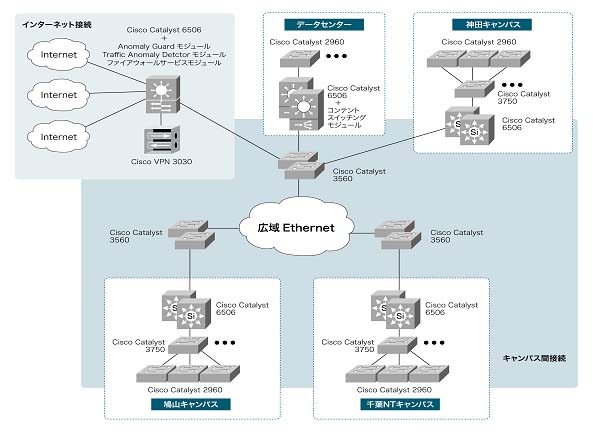 インターネット接続
Cisco Catalyst 6506
+
Anomaly Guard モジュール
Traffic Anomaly Detctor モジュール
ファイアウォールサービスモジュール
Internet
Internet
Internet
Cisco VPN 3030
データセンター
Cisco Catalyst 2960
Cisco Catalyst
6506
+
コンテント
スイッチング
モジュール
神田キャンパス
Cisco Catalyst 2960
Cisco Catalyst
3750
Si
Cisco Catalyst
6506
Cisco Catalyst
3560
広域 Ethernet
Cisco Catalyst
3560
Cisco Catalyst
3560
Si
Cisco Catalyst
6506
Cisco Catalyst
3750
Cisco Catalyst 2960
鳩山キャンパス
Si
Cisco Catalyst
6506
Cisco Catalyst
3750
Cisco Catalyst 2960
千葉NTキャンパス
キャンパス間接続